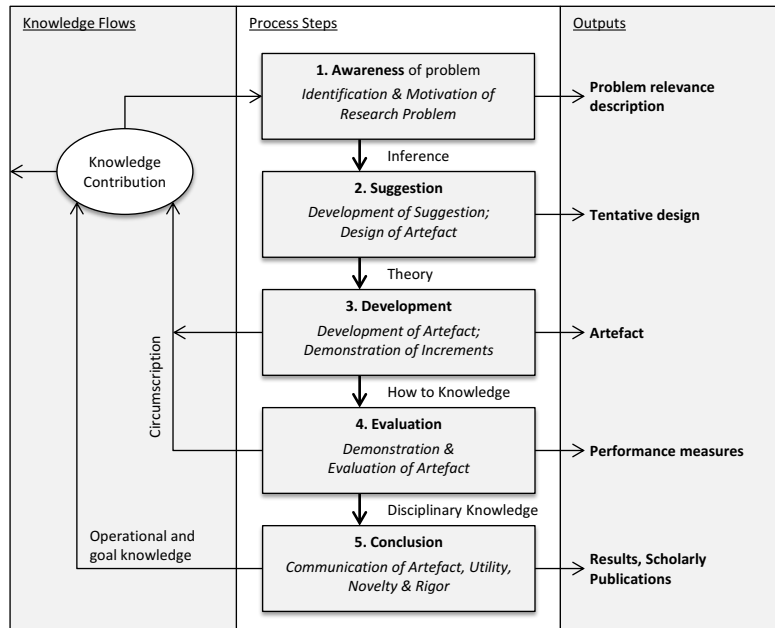 Knowledge Flows
Process Steps
Outputs
1. Awareness of problem
Identification & Motivation of
Research Problem
Problem relevance
description
Knowledge
Contribution
Inference
2. Suggestion
Development of Suggestion;
Design of Artefact
Tentative design
Theory
3. Development
Development of Artefact;
Demonstration of Increments
Artefact
Circumscription
How to Knowledge
4. Evaluation
Demonstration &
Evaluation of Artefact
Performance measures
Disciplinary Knowledge
Operational and
goal knowledge
5. Conclusion
Communication of Artefact, Utility,
Novelty & Rigor
Results, Scholarly
Publications